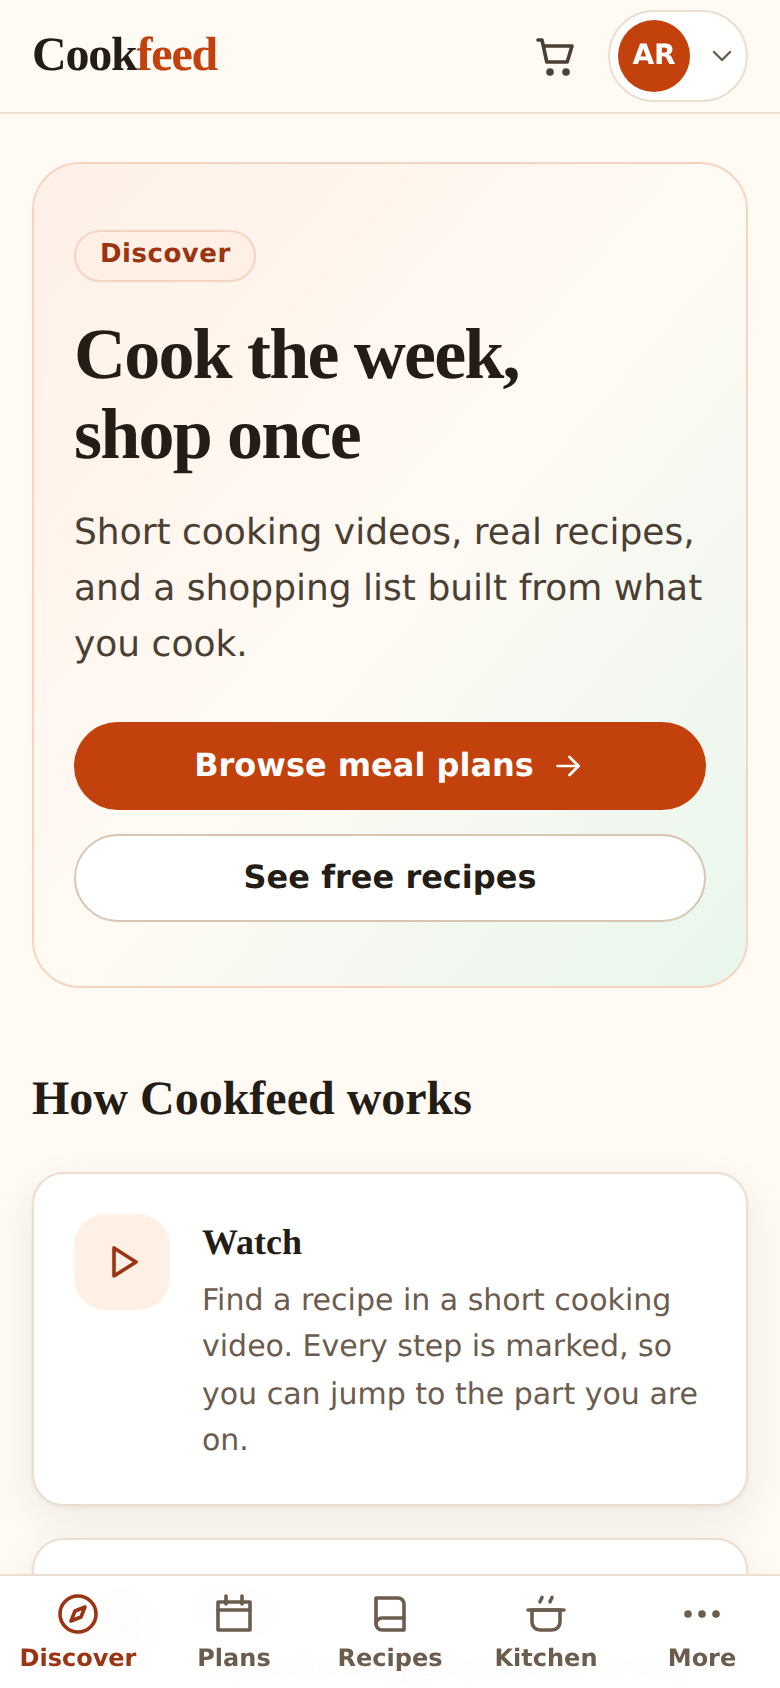 Cookfeed
AR
Discover
Cook the week,
shop once
Short cooking videos, real recipes,
and a shopping list built from what
you cook.
Browse meal plans →
See free recipes
How Cookfeed works
Watch
Find a recipe in a short cooking
video. Every step is marked, so
you can jump to the part you are
on.
Discover
Plans
Recipes
Kitchen
More